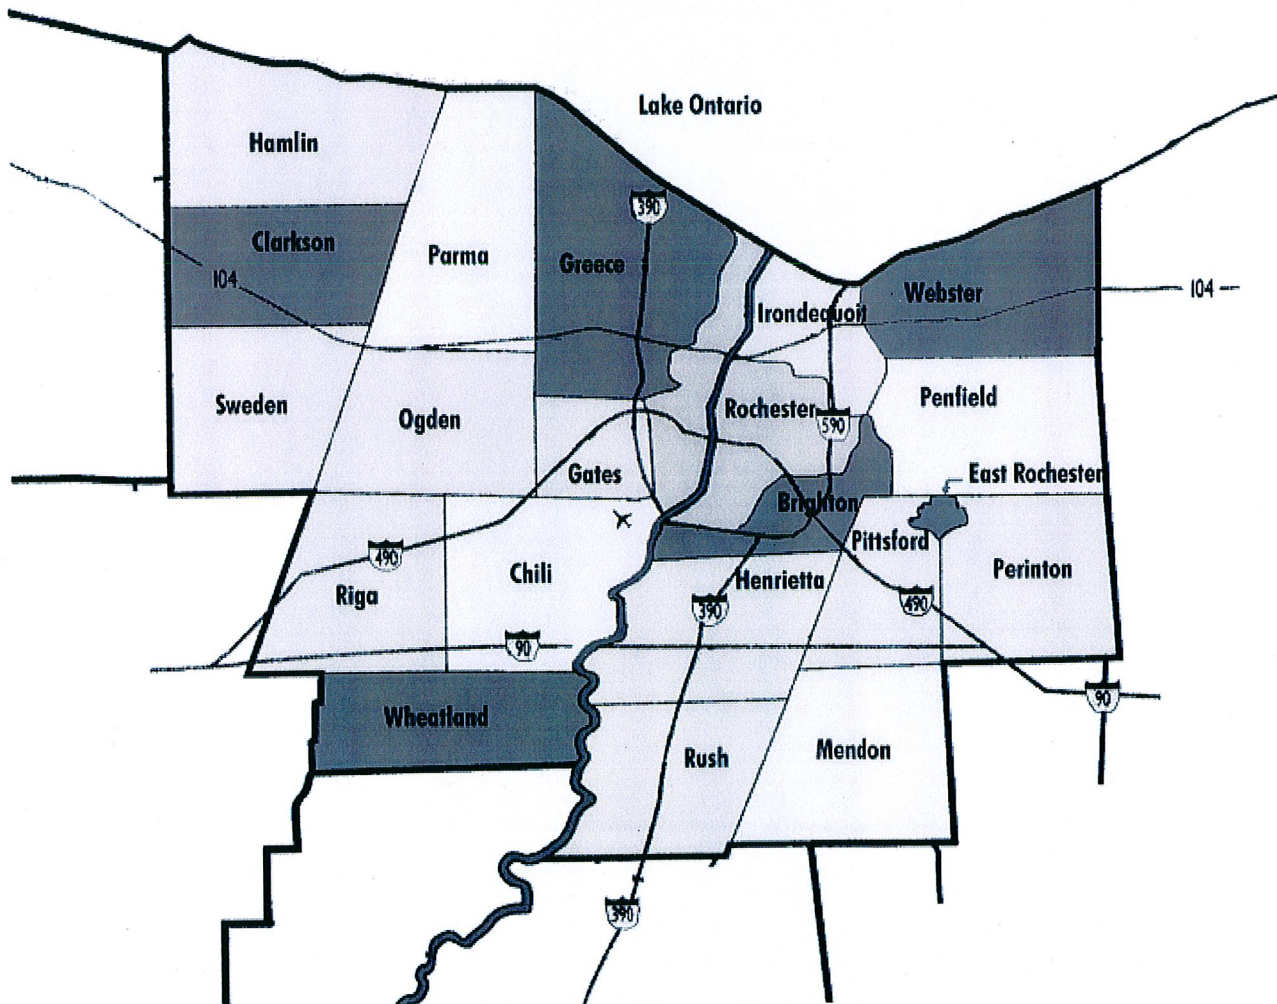 Lake Ontario
Hamlin
390
Clarkson
Parma
Greece
104
Webster
104
Irondequoit
Sweden
Ogden
Rochester
590
Penfield
Gates
East Rochester
Brighton
Pittsford
490
Chili
Henrietta
Perinton
Riga
390
490
90
90
Wheatland
Rush
Mendon
390